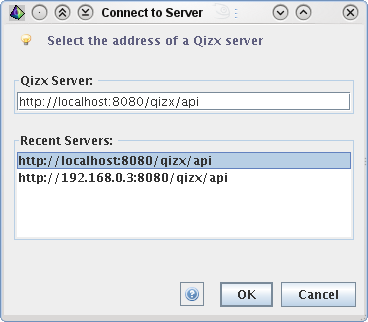 Connect to Server
Select the address of a Qizx server
Qizx Server:
http://localhost:8080/qizx/api
Recent Servers:
http://localhost:8080/qizx/api
http://192.168.0.3:8080/qizx/api
OK
Cancel